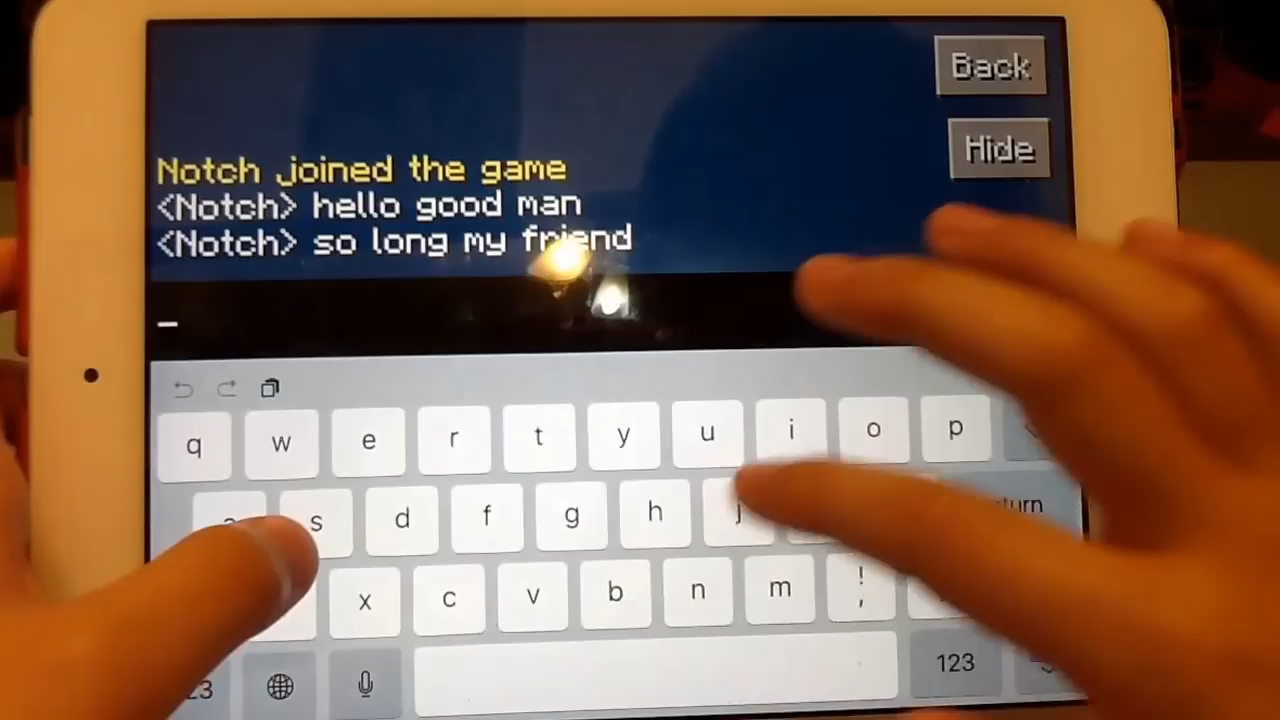 Back
Notch joined the game
Hide
<Notch> hello good man
<Notch> so long my friend
q w e r t y u i o p
s d f g h j
x c v b n m ! ,
123